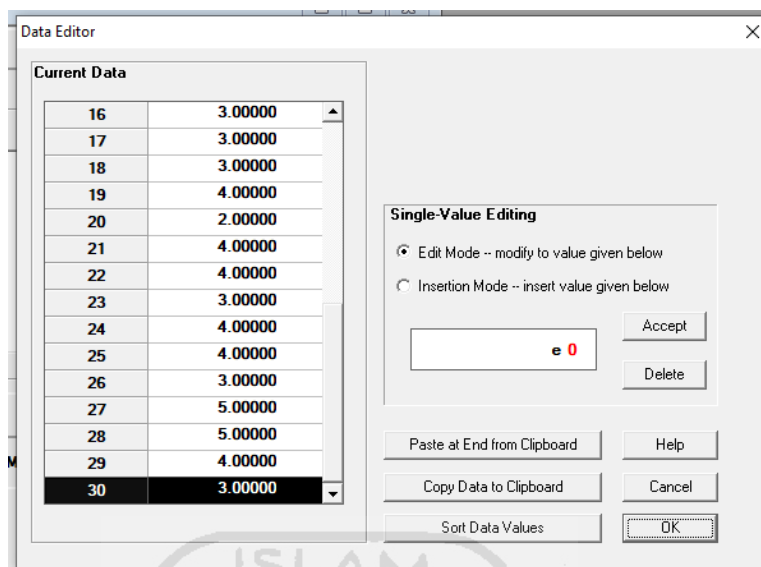 Data Editor
Current Data
16 3.00000
17 3.00000
18 3.00000
19 4.00000
20 2.00000
21 4.00000
22 4.00000
23 3.00000
24 4.00000
25 4.00000
26 3.00000
27 5.00000
28 5.00000
29 4.00000
30 3.00000
Single-Value Editing
Edit Mode -- modify to value given below
Insertion Mode -- insert value given below
e 0
Accept
Delete
Paste at End from Clipboard
Help
Copy Data to Clipboard
Cancel
Sort Data Values
OK
M
ISLAM